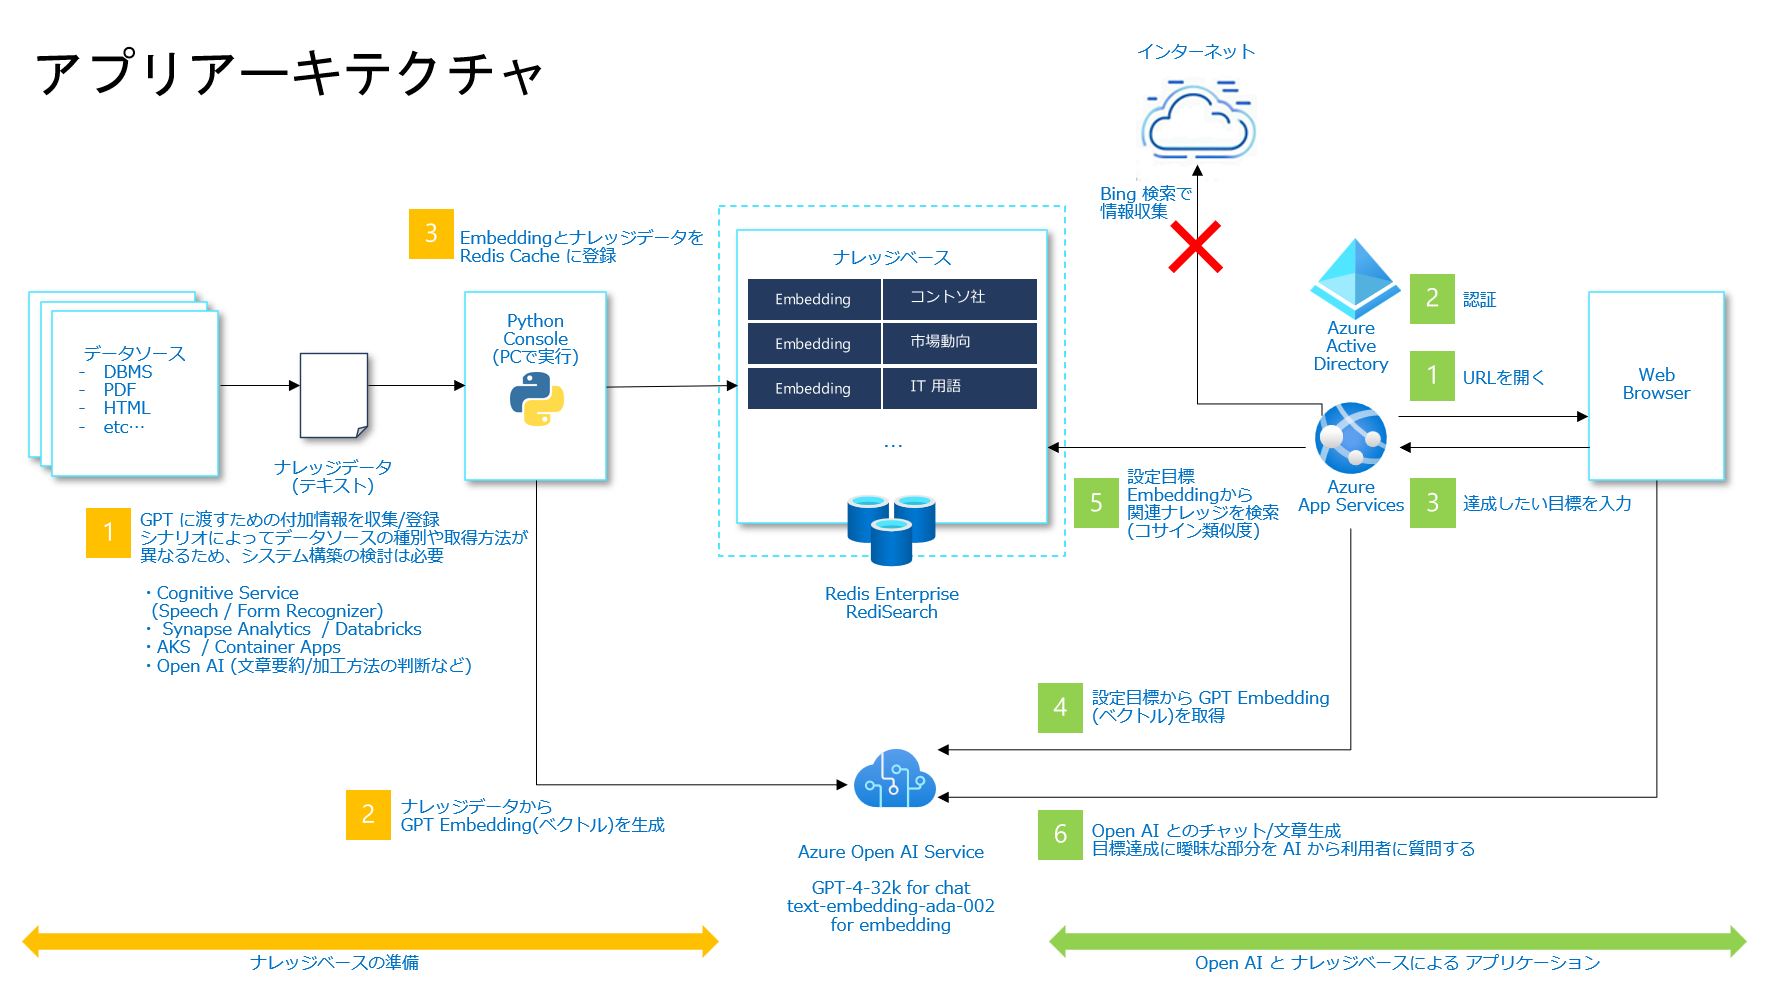 アプリアーキテクチャ
インターネット
Bing 検索で
情報収集
3
Embeddingとナレッジデータを
Redis Cache に登録
ナレッジベース
Embedding
コントソ社
Embedding
市場動向
Embedding
IT 用語
…
Redis Enterprise
RediSearch
データソース
- DBMS
- PDF
- HTML
- etc…
ナレッジデータ
(テキスト)
Python
Console
(PCで実行)
1
GPT に渡すための付加情報を収集/登録
シナリオによってデータソースの種別や取得方法が
異なるため、システム構築の検討は必要
・Cognitive Service
(Speech / Form Recognizer)
・ Synapse Analytics / Databricks
・AKS / Container Apps
・Open AI (文章要約/加工方法の判断など)
2
ナレッジデータから
GPT Embedding(ベクトル)を生成
Azure
Active
Directory
2
認証
1
URLを開く
Web
Browser
Azure
App Services
3
達成したい目標を入力
5
設定目標
Embeddingから
関連ナレッジを検索
(コサイン類似度)
4
設定目標から GPT Embedding
(ベクトル)を取得
6
Open AI とのチャット/文章生成
目標達成に曖昧な部分を AI から利用者に質問する
Azure Open AI Service
GPT-4-32k for chat
text-embedding-ada-002
for embedding
ナレッジベースの準備
Open AI と ナレッジベースによる アプリケーション